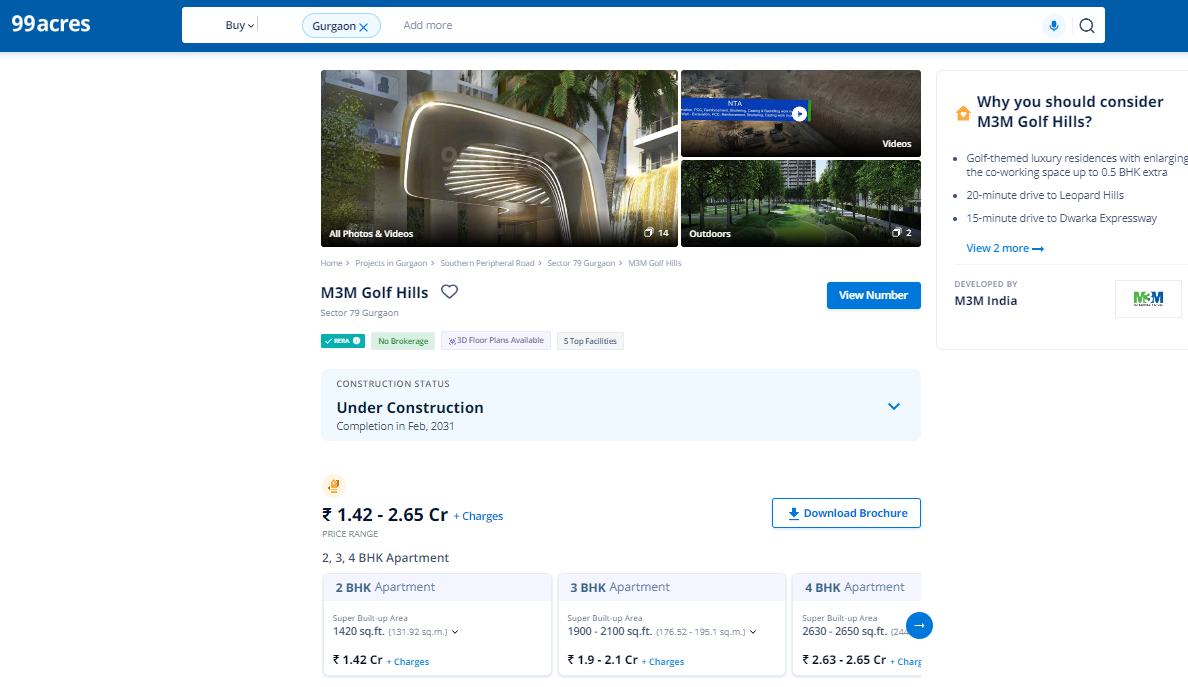 99acres
Buy
Gurgaon
Add more
NTA
Videos
All Photos & Videos
14
Outdoors
2
Home > Projects in Gurgaon > Southern Peripheral Road > Sector 79 Gurgaon > M3M Golf Hills
M3M Golf Hills
View Number
Sector 79 Gurgaon
RERA
No Brokerage
3D Floor Plans Available
5 Top Facilities
CONSTRUCTION STATUS
Under Construction
Completion in Feb, 2031
₹ 1.42 - 2.65 Cr + Charges
PRICE RANGE
Download Brochure
2, 3, 4 BHK Apartment
2 BHK Apartment
Super Built-up Area
1420 sq.ft. (131.92 sq.m.)
₹ 1.42 Cr + Charges
3 BHK Apartment
Super Built-up Area
1900 - 2100 sq.ft. (176.52 - 195.1 sq.m.)
₹ 1.9 - 2.1 Cr + Charges
4 BHK Apartment
Super Built-up Area
2630 - 2650 sq.ft. (244
₹ 2.63 - 2.65 Cr + Charg
Why you should consider
M3M Golf Hills?
Golf-themed luxury residences with enlarging
the co-working space up to 0.5 BHK extra
20-minute drive to Leopard Hills
15-minute drive to Dwarka Expressway
View 2 more
DEVELOPED BY
M3M India
M3M